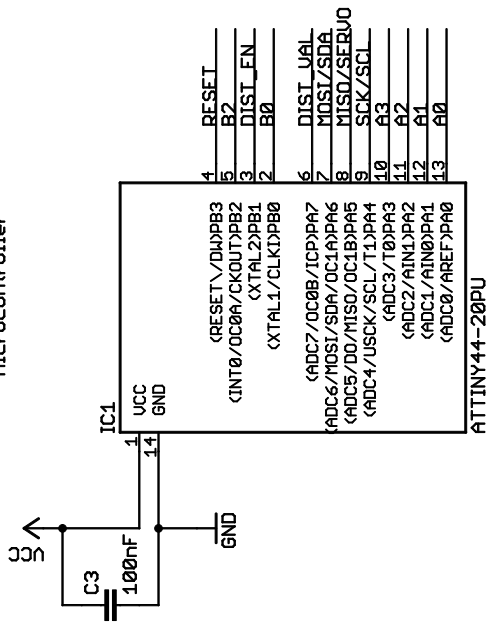 Microcontroller
VCC
C3
100nF
GND
IC1
1
14
VCC
GND
(RESET\/DW)PB3
(INT0/OC0A/CKOUT)PB2
(XTAL2)PB1
(XTAL1/CLKI)PB0
(ADC7/OC0B/ICP)PA7
(ADC6/MOSI/SDA/OC1A)PA6
(ADC5/DO/MISO/OC1B)PA5
(ADC4/USCK/SCL/T1)PA4
(ADC3/T0)PA3
(ADC2/AIN1)PA2
(ADC1/AIN0)PA1
(ADC0/AREF)PA0
4 RESET
5 B2
3 DIST_EN
2 B0
6 DIST_VAL
7 MOSI/SDA
8 MISO/SERVO
9 SCK/SCL
10 A3
11 A2
12 A1
13 A0
ATTINY44-20PU